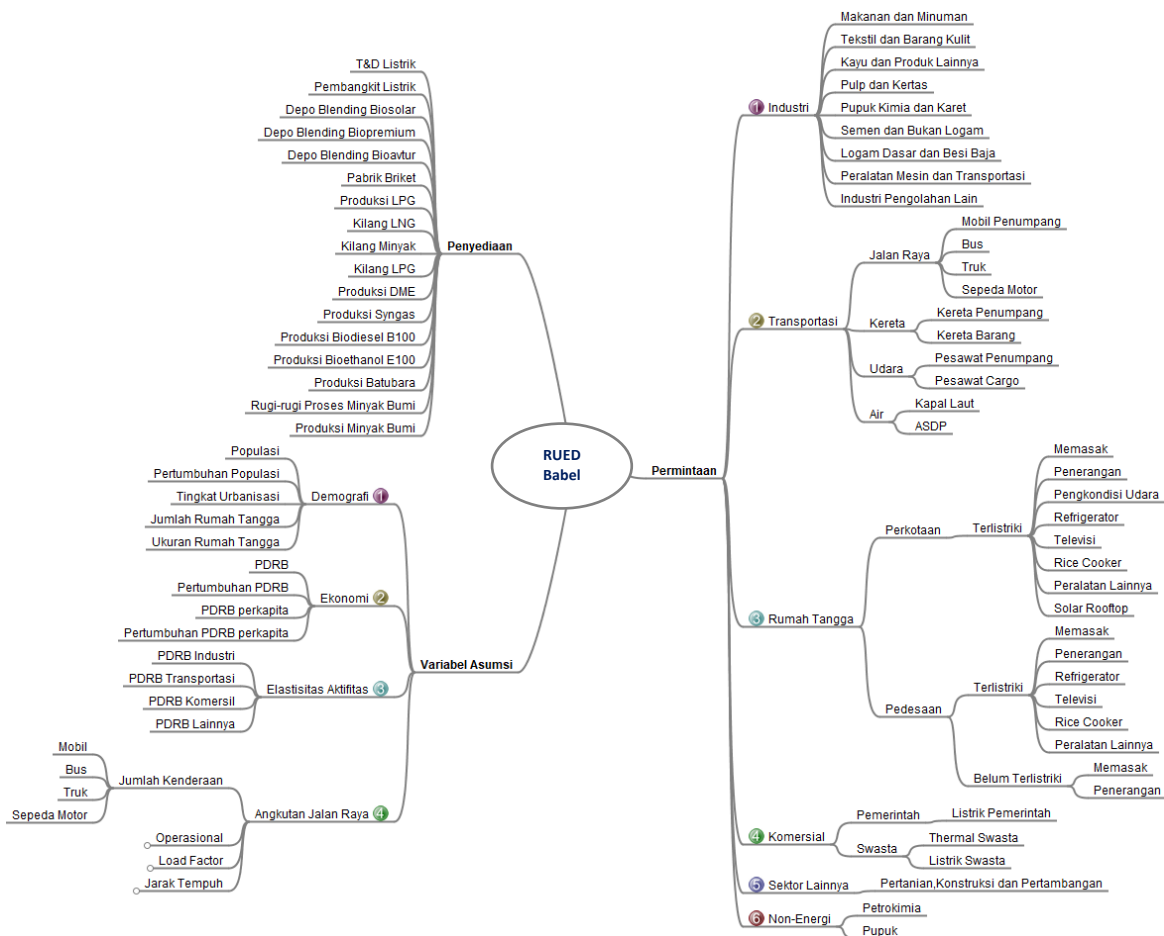 RUED
Babel
Penyediaan
T&D Listrik
Pembangkit Listrik
Depo Blending Biosolar
Depo Blending Biopremium
Depo Blending Bioavtur
Pabrik Briket
Produksi LPG
Kilang LNG
Kilang Minyak
Kilang LPG
Produksi DME
Produksi Syngas
Produksi Biodiesel B100
Produksi Bioethanol E100
Produksi Batubara
Rugi-rugi Proses Minyak Bumi
Produksi Minyak Bumi
Variabel Asumsi
Demografi 1
Populasi
Pertumbuhan Populasi
Tingkat Urbanisasi
Jumlah Rumah Tangga
Ukuran Rumah Tangga
Ekonomi 2
PDRB
Pertumbuhan PDRB
PDRB perkapita
Pertumbuhan PDRB perkapita
Elastisitas Aktifitas 3
PDRB Industri
PDRB Transportasi
PDRB Komersil
PDRB Lainnya
Angkutan Jalan Raya 4
Jumlah Kenderaan
Mobil
Bus
Truk
Sepeda Motor
Operasional
Load Factor
Jarak Tempuh
Permintaan
1 Industri
Makanan dan Minuman
Tekstil dan Barang Kulit
Kayu dan Produk Lainnya
Pulp dan Kertas
Pupuk Kimia dan Karet
Semen dan Bukan Logam
Logam Dasar dan Besi Baja
Peralatan Mesin dan Transportasi
Industri Pengolahan Lain
2 Transportasi
Jalan Raya
Mobil Penumpang
Bus
Truk
Sepeda Motor
Kereta
Kereta Penumpang
Kereta Barang
Udara
Pesawat Penumpang
Pesawat Cargo
Air
Kapal Laut
ASDP
3 Rumah Tangga
Perkotaan
Terlistriki
Memasak
Penerangan
Pengkondisi Udara
Refrigerator
Televisi
Rice Cooker
Peralatan Lainnya
Solar Rooftop
Pedesaan
Terlistriki
Memasak
Penerangan
Refrigerator
Televisi
Rice Cooker
Peralatan Lainnya
Belum Terlistriki
Memasak
Penerangan
4 Komersial
Pemerintah
Listrik Pemerintah
Swasta
Thermal Swasta
Listrik Swasta
5 Sektor Lainnya
Pertanian,Konstruksi dan Pertambangan
6 Non-Energi
Petrokimia
Pupuk